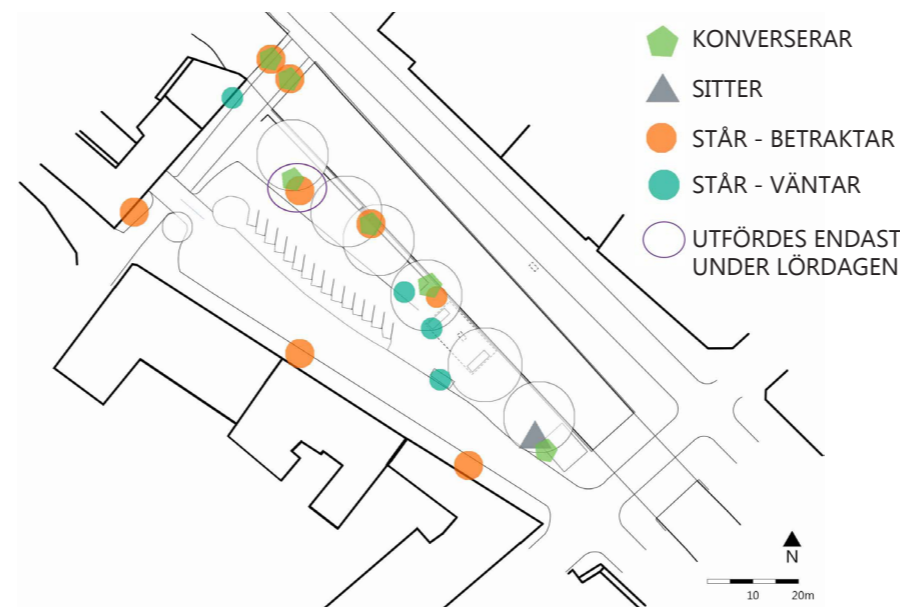 KONVERSERAR
SITTER
STÅR - BETRAKTAR
STÅR - VÄNTAR
UTFÖRDES ENDAST
UNDER LÖRDAGEN
N
10 20m